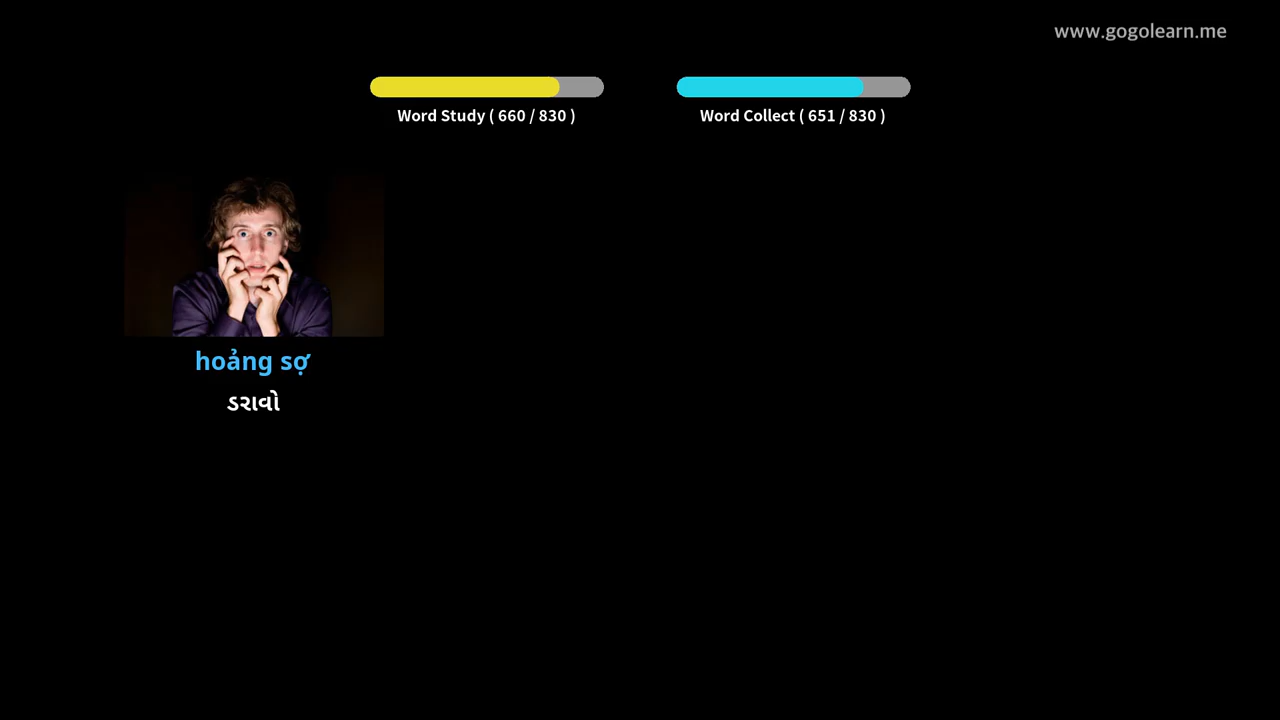 www.gogolearn.me
Word Study ( 660 / 830 )
Word Collect ( 651 / 830 )
hoảng sợ
ડરાવો